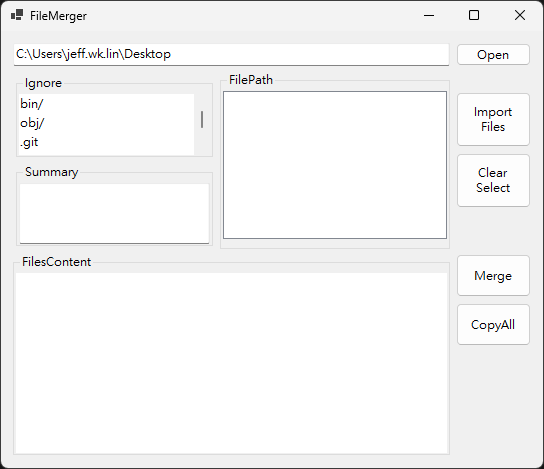 FileMerger
C:\Users\jeff.wk.lin\Desktop
Open
Ignore
bin/
obj/
.git
FilePath
Import
Files
Clear
Select
Summary
FilesContent
Merge
CopyAll